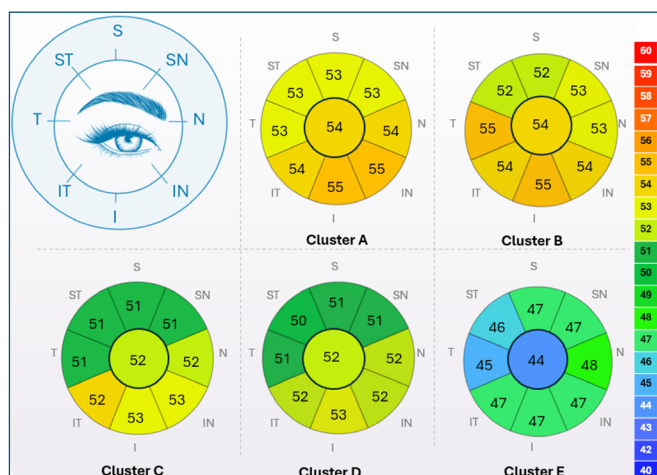 S
ST
SN
T
N
IT
IN
I
S
ST
SN
53
53
53
T
53
54
54
N
54
55
55
IT
IN
I
Cluster A
S
ST
SN
52
52
53
T
55
54
53
N
54
55
54
IT
IN
I
Cluster B
60
59
58
57
56
55
54
53
52
51
50
49
48
47
46
45
44
43
42
40
S
ST
SN
51
51
51
T
51
52
52
N
52
53
53
IT
IN
I
Cluster C
S
ST
SN
50
51
51
T
51
52
52
N
52
53
52
IT
IN
I
Cluster D
S
ST
SN
46
47
47
T
45
44
48
N
47
47
47
IT
IN
I
Cluster E